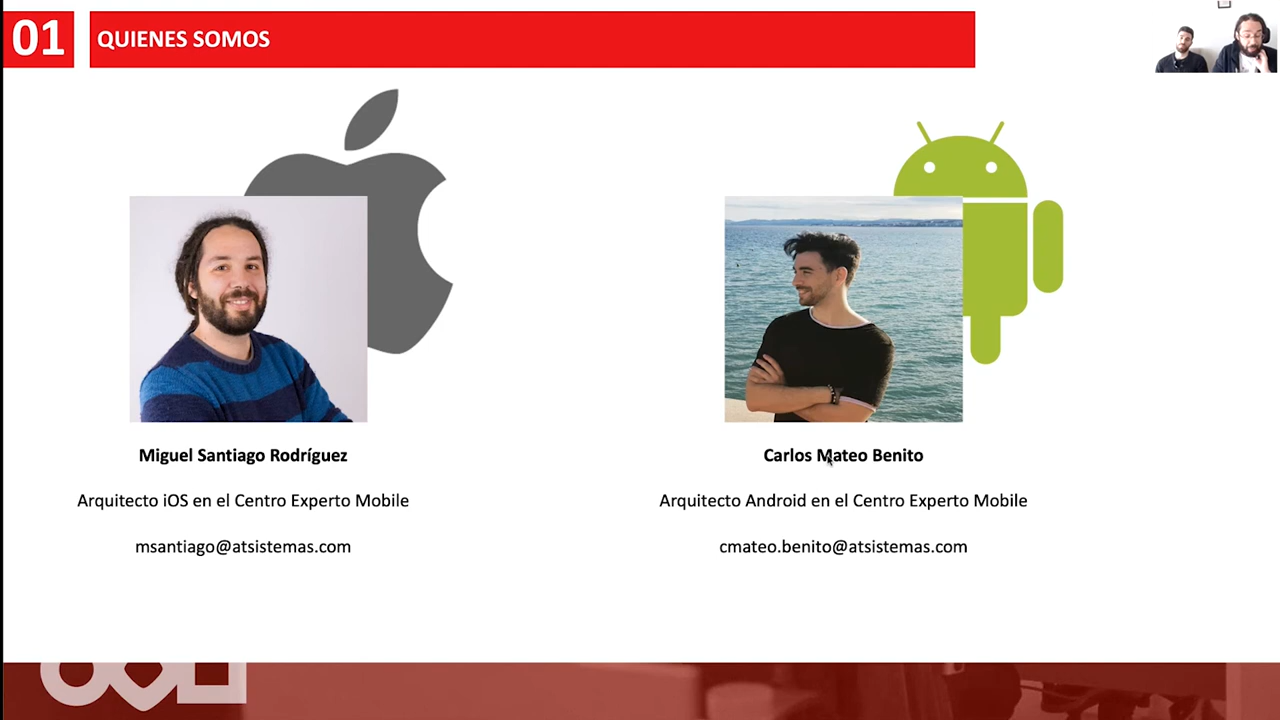 01
QUIENES SOMOS
Miguel Santiago Rodríguez
Arquitecto iOS en el Centro Experto Mobile
msantiago@atsistemas.com
Carlos Mateo Benito
Arquitecto Android en el Centro Experto Mobile
cmateo.benito@atsistemas.com